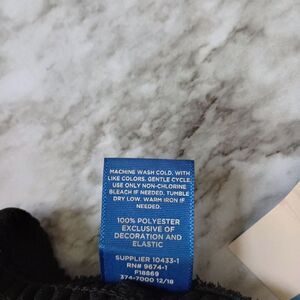 MACHINE WASH COLD, WITH
LIKE COLORS. GENTLE CYCLE.
USE ONLY NON-CHLORINE
BLEACH IF NEEDED. TUMBLE
DRY LOW. WARM IRON IF
NEEDED.
100% POLYESTER
EXCLUSIVE OF
DECORATION AND
ELASTIC
SUPPLIER 10433-1
RN# 9674-1
F18869
374-7000 12/18